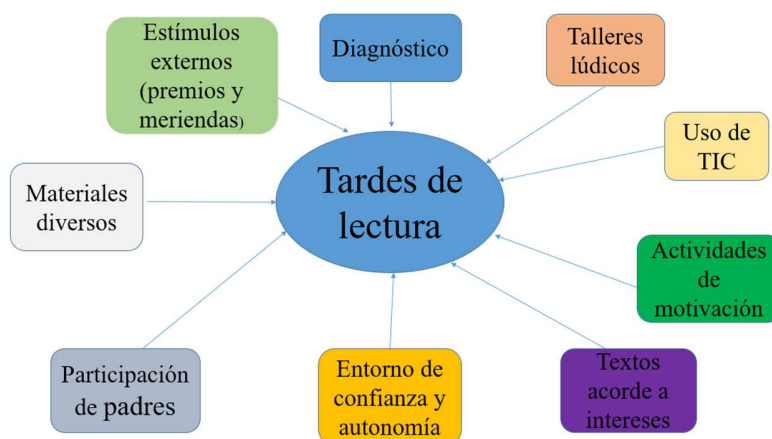 Estímulos
externos
(premios y
meriendas)
Diagnóstico
Talleres
lúdicos
Uso de
TIC
Materiales
diversos
Tardes de
lectura
Actividades
de
motivación
Participación
de padres
Entorno de
confianza y
autonomía
Textos
acorde a
intereses